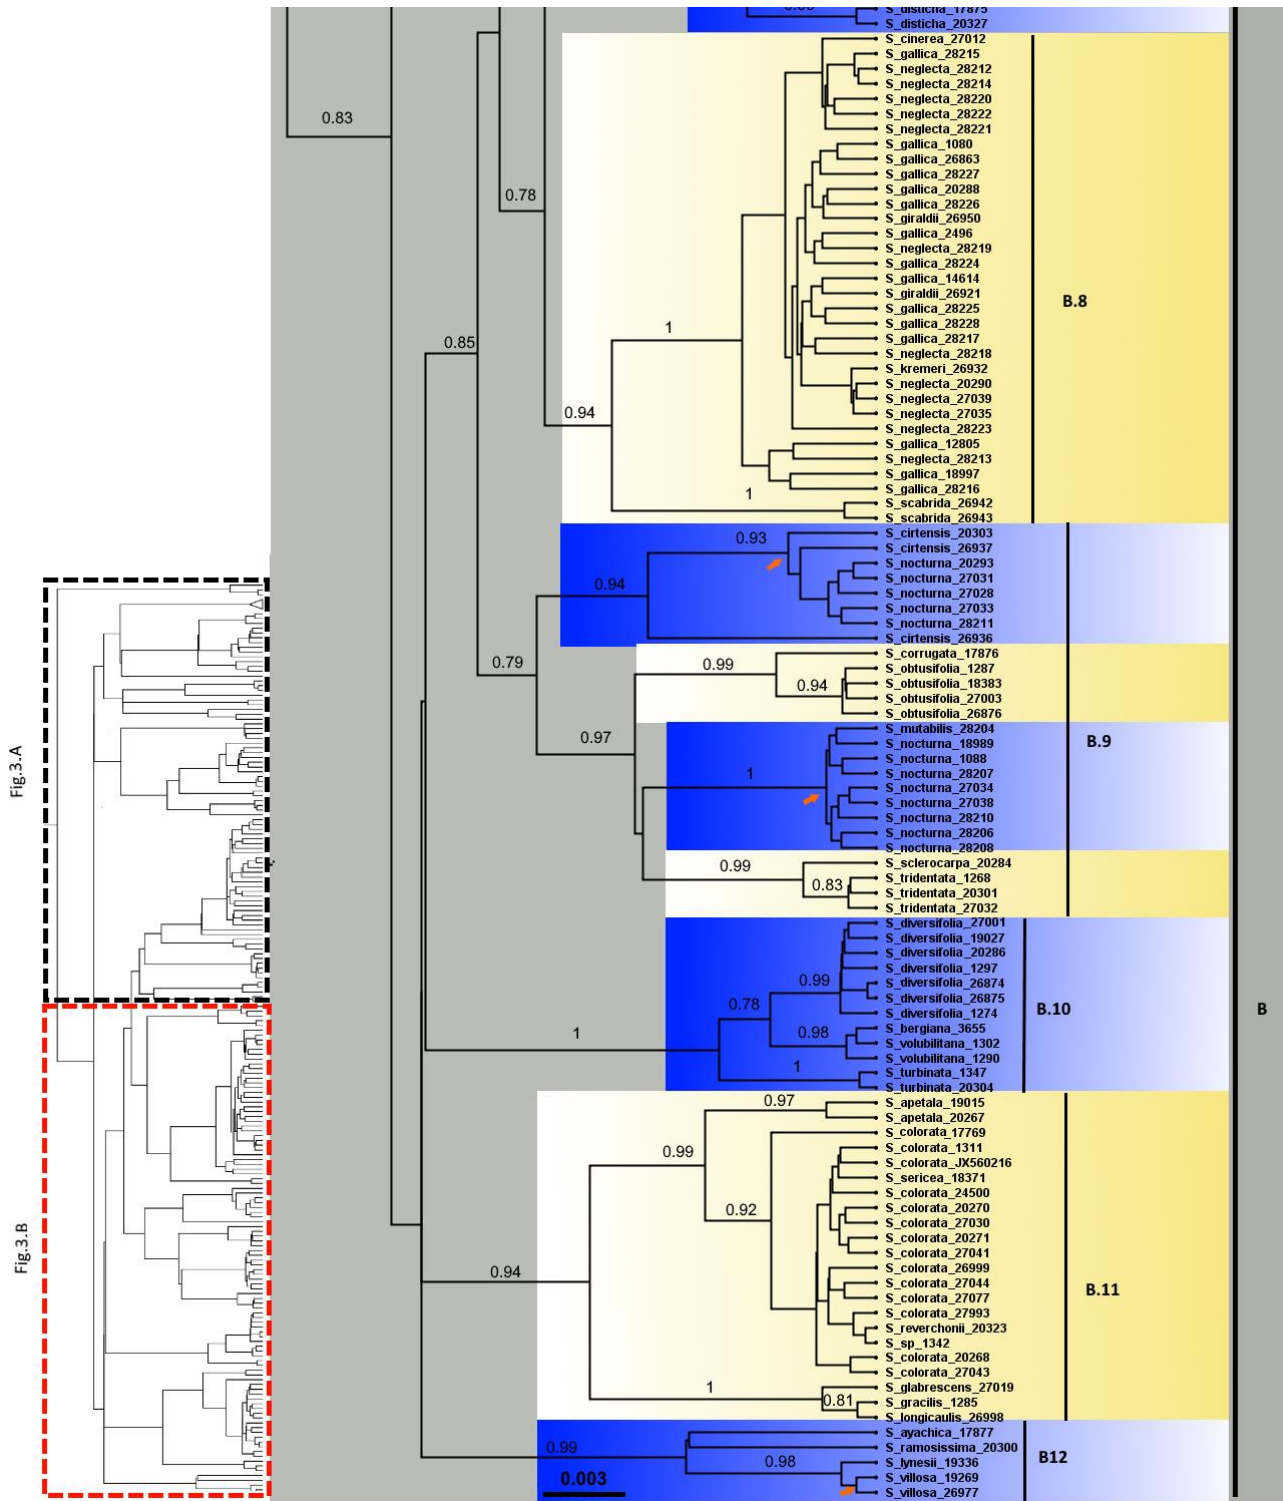 S_disticha_17875
S_disticha_20327
S_cinerea_27012
S_gallica_28215
S_neglecta_28212
S_neglecta_28214
S_neglecta_28220
S_neglecta_28222
S_neglecta_28221
0.83
S_gallica_1080
S_gallica_26863
S_gallica_28227
0.78
S_gallica_20288
S_gallica_28226
S_giraldii_26950
S_gallica_2496
S_neglecta_28219
S_gallica_28224
S_gallica_14614
S_giraldii_26921
B.8
S_gallica_28225
S_gallica_28228
1
S_gallica_28217
0.85
S_neglecta_28218
S_kremeri_26932
S_neglecta_20290
S_neglecta_27039
0.94
S_neglecta_27035
S_neglecta_28223
S_gallica_12805
S_neglecta_28213
S_gallica_18997
1
S_gallica_28216
S_scabrida_26942
S_scabrida_26943
0.93
S_cirtensis_20303
S_cirtensis_26937
S_nocturna_20293
S_nocturna_27031
0.94
S_nocturna_27028
S_nocturna_27033
S_nocturna_28211
S_cirtensis_26936
S_corrugata_17876
0.79
0.99
S_obtusifolia_1287
0.94
S_obtusifolia_18383
S_obtusifolia_27003
S_obtusifolia_26876
S_mutabilis_28204
0.97
S_nocturna_18989
B.9
S_nocturna_1088
1
S_nocturna_28207
Fig.3.A
S_nocturna_27034
S_nocturna_27038
S_nocturna_28210
S_nocturna_28206
S_nocturna_28208
0.99
S_sclerocarpa_20284
0.83
S_tridentata_1268
S_tridentata_20301
S_tridentata_27032
S_diversifolia_27001
S_diversifolia_19027
S_diversifolia_20286
S_diversifolia_1297
0.99
S_diversifolia_26874
S_diversifolia_26875
0.78
S_diversifolia_1274
B.10
B
1
0.98
S_bergiana_3655
S_volubilitana_1302
S_volubilitana_1290
1
S_turbinata_1347
S_turbinata_20304
0.97
S_apetala_19015
S_apetala_20267
S_colorata_17769
0.99
S_colorata_1311
S_colorata_JX560216
S_sericea_18371
S_colorata_24500
0.92
S_colorata_20270
S_colorata_27030
S_colorata_20271
Fig.3.B
S_colorata_27041
0.94
S_colorata_26999
S_colorata_27044
B.11
S_colorata_27077
S_colorata_27993
S_reverchonii_20323
S_sp_1342
S_colorata_20268
S_colorata_27043
1
S_glabrescens_27019
0.81
S_gracilis_1285
S_longicaulis_26998
S_ayachica_17877
0.99
S_ramosissima_20300
B12
0.98
S_lynesii_19336
0.003
S_villosa_19269
S_villosa_26977